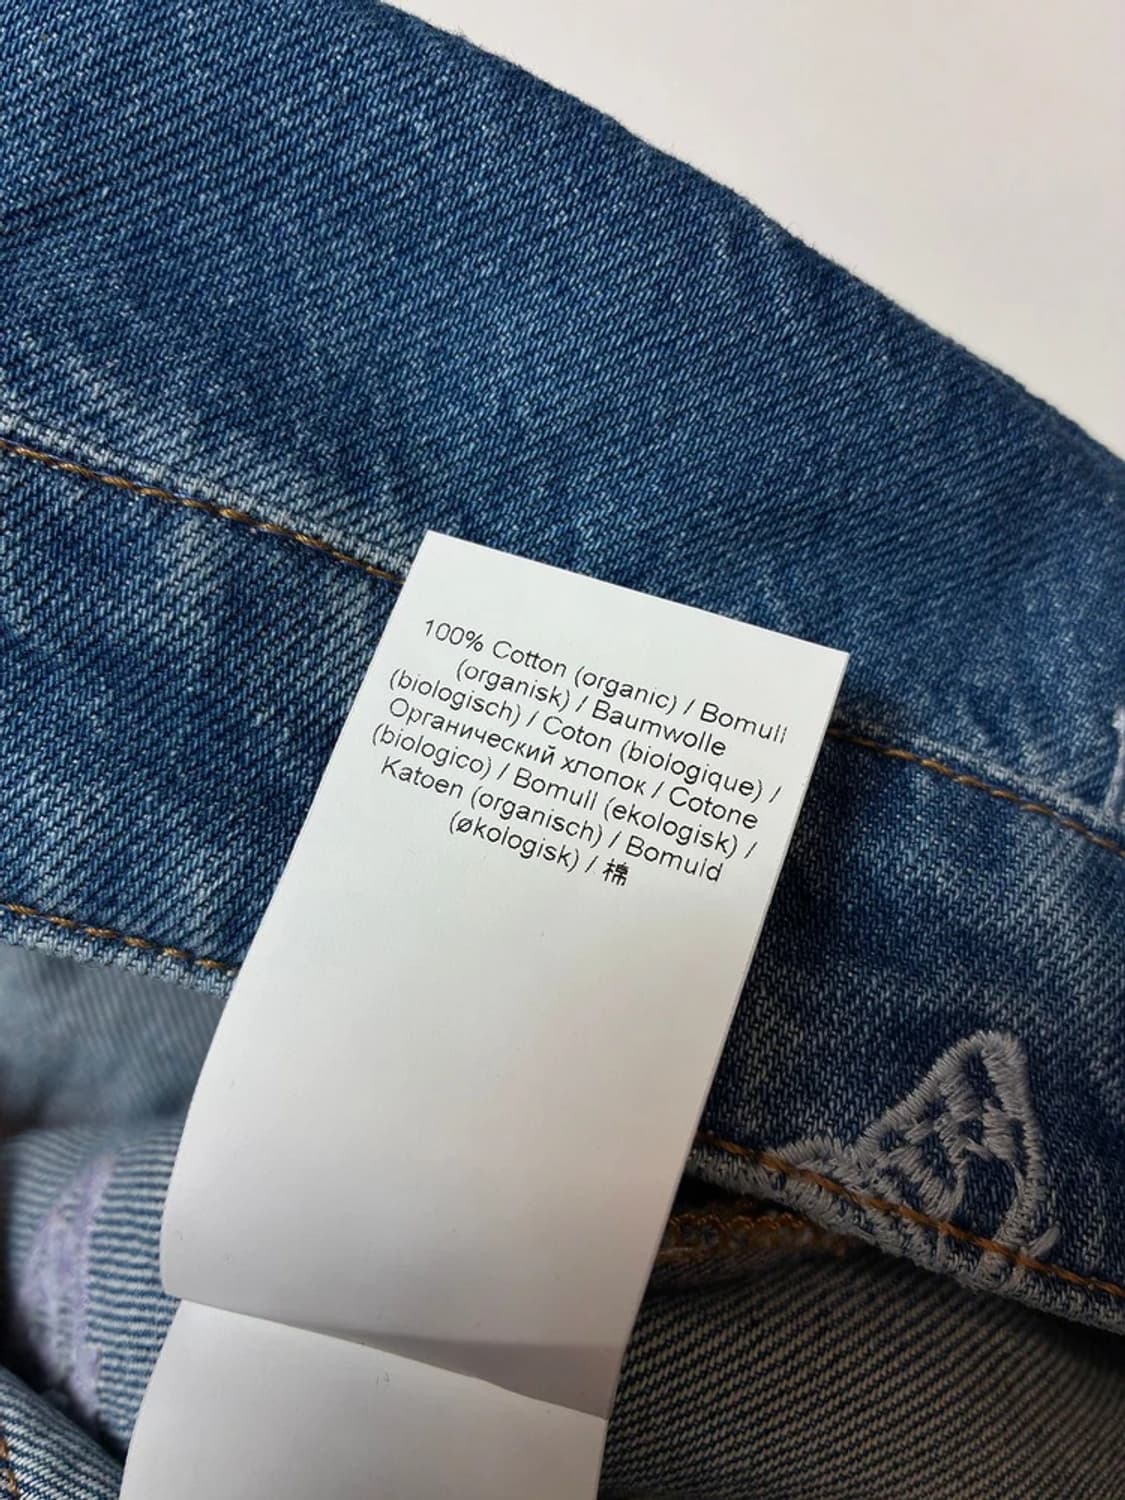 100% Cotton (organic) / Bomull
(organisk) / Baumwolle
(biologisch) / Coton (biologique) /
Органический хлопок / Cotone
(biologico) / Bomull (ekologisk) /
Katoen (organisch) / Bomuld
(økologisk) / 棉